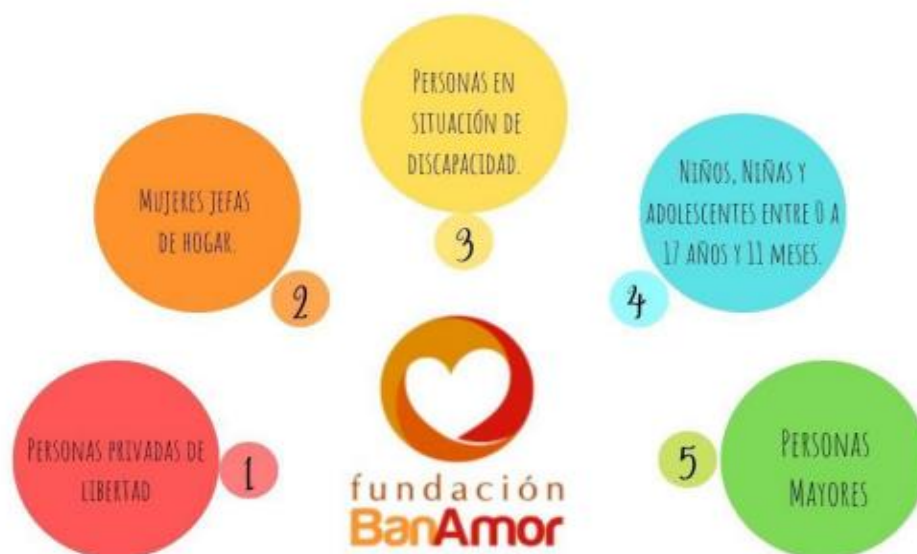 PERSONAS PRIVADAS DE
LIBERTAD
1
MUJERES JEFAS
DE HOGAR.
2
PERSONAS EN
SITUACIÓN DE
DISCAPACIDAD.
3
NIÑOS, NIÑAS Y
ADOLESCENTES ENTRE 0 A
17 AÑOS Y 11 MESES.
4
PERSONAS
MAYORES
5
fundación
BanAmor